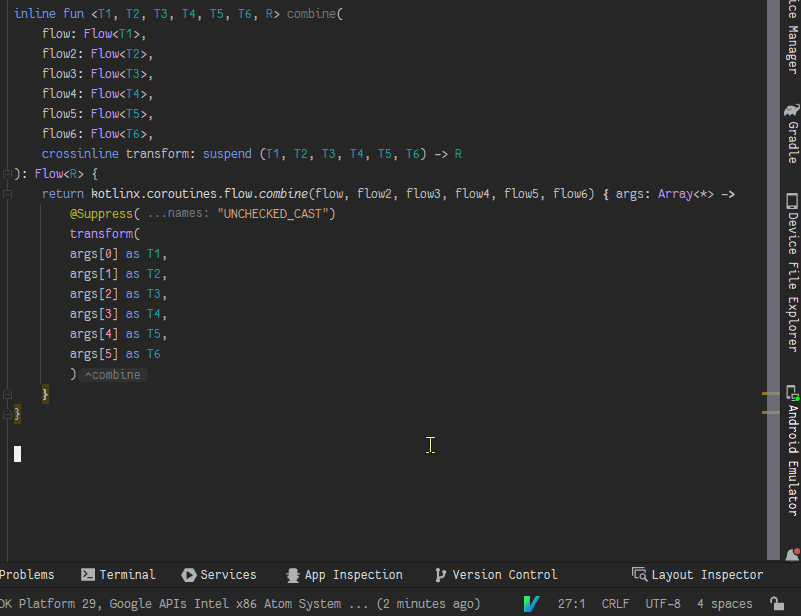 inline fun <T1, T2, T3, T4, T5, T6, R> combine(
    flow: Flow<T1>,
    flow2: Flow<T2>,
    flow3: Flow<T3>,
    flow4: Flow<T4>,
    flow5: Flow<T5>,
    flow6: Flow<T6>,
    crossinline transform: suspend (T1, T2, T3, T4, T5, T6) -> R
): Flow<R> {
    return kotlinx.coroutines.flow.combine(flow, flow2, flow3, flow4, flow5, flow6) { args: Array<*> ->
        @Suppress( ...names: "UNCHECKED_CAST")
        transform(
        args[0] as T1,
        args[1] as T2,
        args[2] as T3,
        args[3] as T4,
        args[4] as T5,
        args[5] as T6
        ) ^combine
    }
}
ice Manager
Gradle
Device File Explorer
Android Emulator
Problems Terminal Services App Inspection Version Control Layout Inspector
DK Platform 29, Google APIs Intel x86 Atom System ... (2 minutes ago) 27:1 CRLF UTF-8 4 spaces